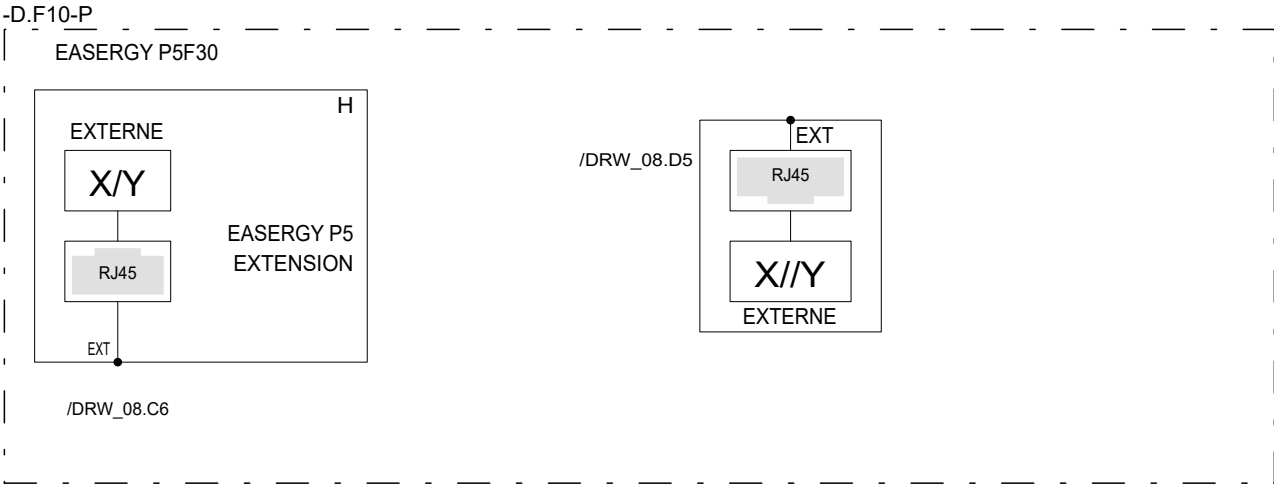 -D.F10-P
EASERGY P5F30
H
EXTERNE
X/Y
RJ45
EASERGY P5
EXTENSION
EXT
/DRW_08.C6
/DRW_08.D5
EXT
RJ45
X//Y
EXTERNE